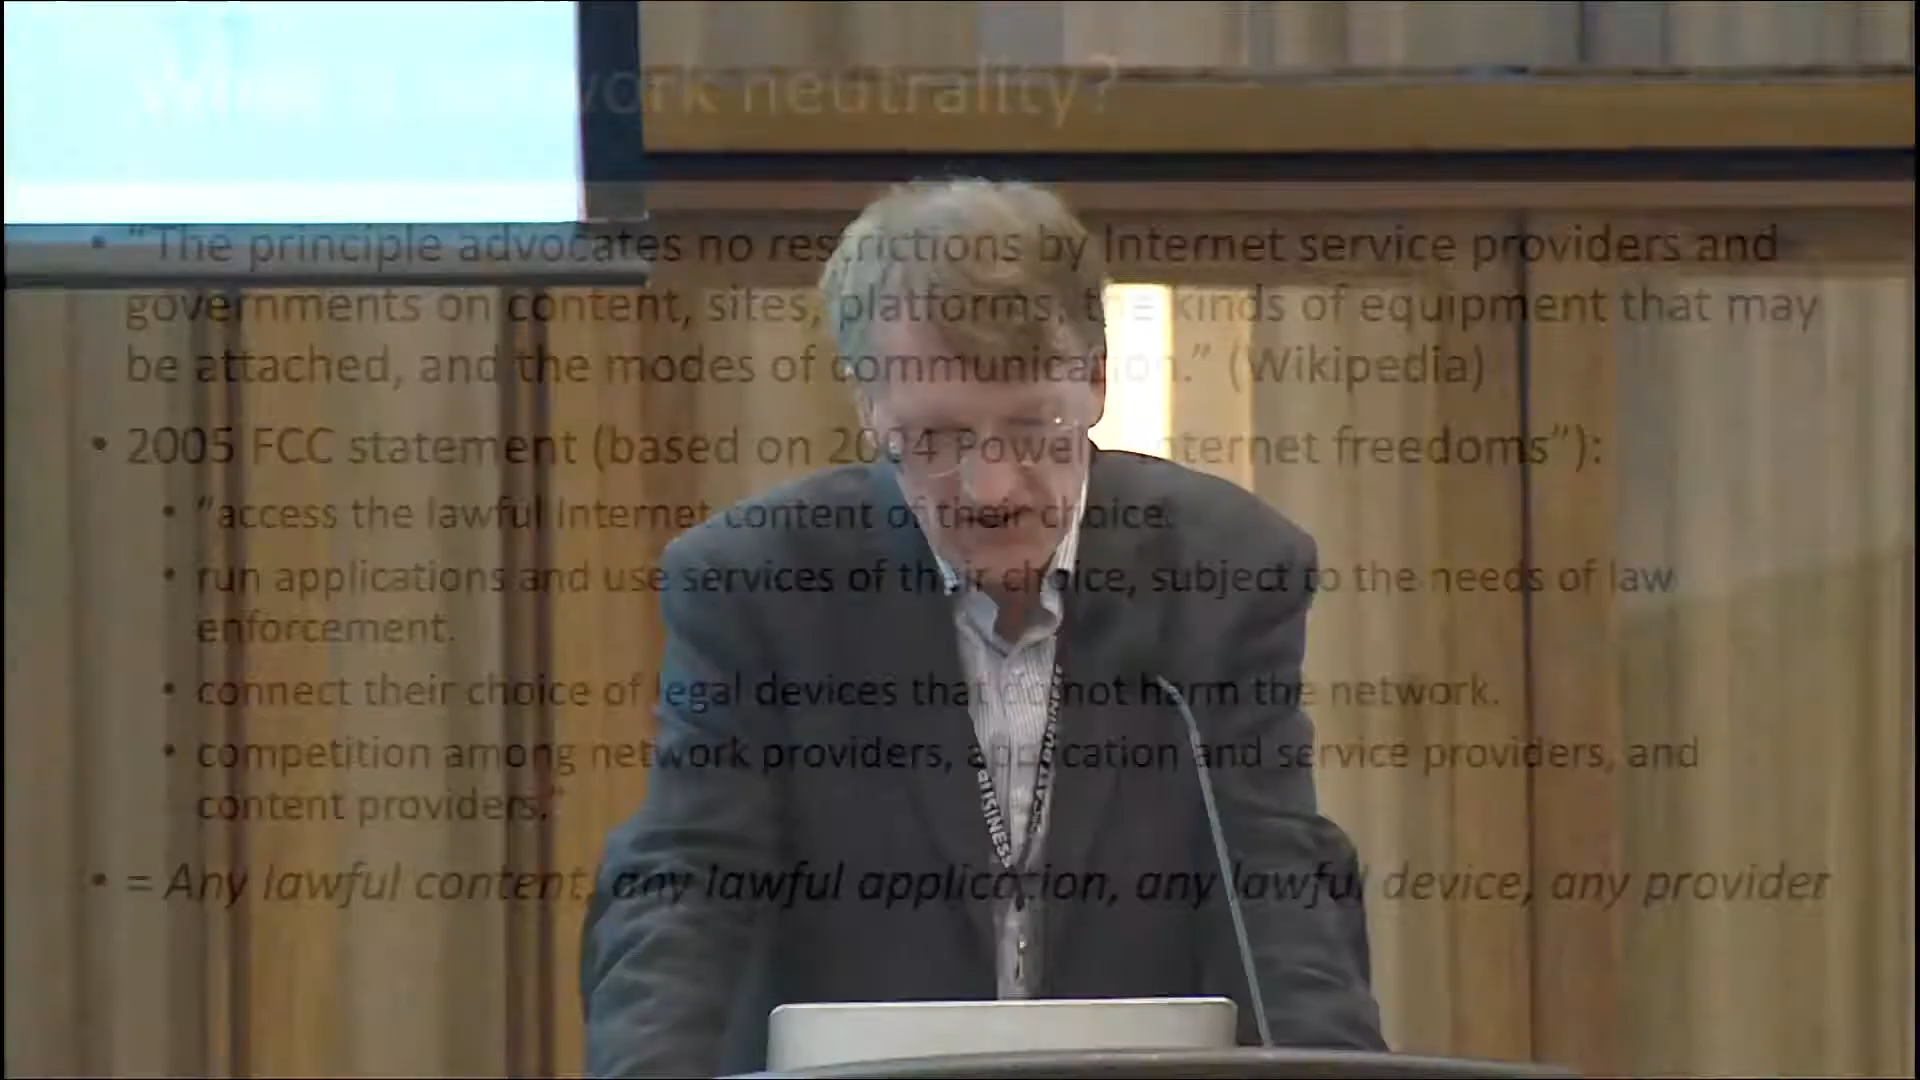 What is network neutrality?
• “The principle advocates no restrictions by Internet service providers and
governments on content, sites, platforms, the kinds of equipment that may
be attached, and the modes of communication.” (Wikipedia)
• 2005 FCC statement (based on 2004 Powell “Internet freedoms”):
• “access the lawful Internet content of their choice.
• run applications and use services of their choice, subject to the needs of law
enforcement.
• connect their choice of legal devices that do not harm the network.
• competition among network providers, application and service providers, and
content providers.”
• = Any lawful content, any lawful application, any lawful device, any provider
BUSINESS